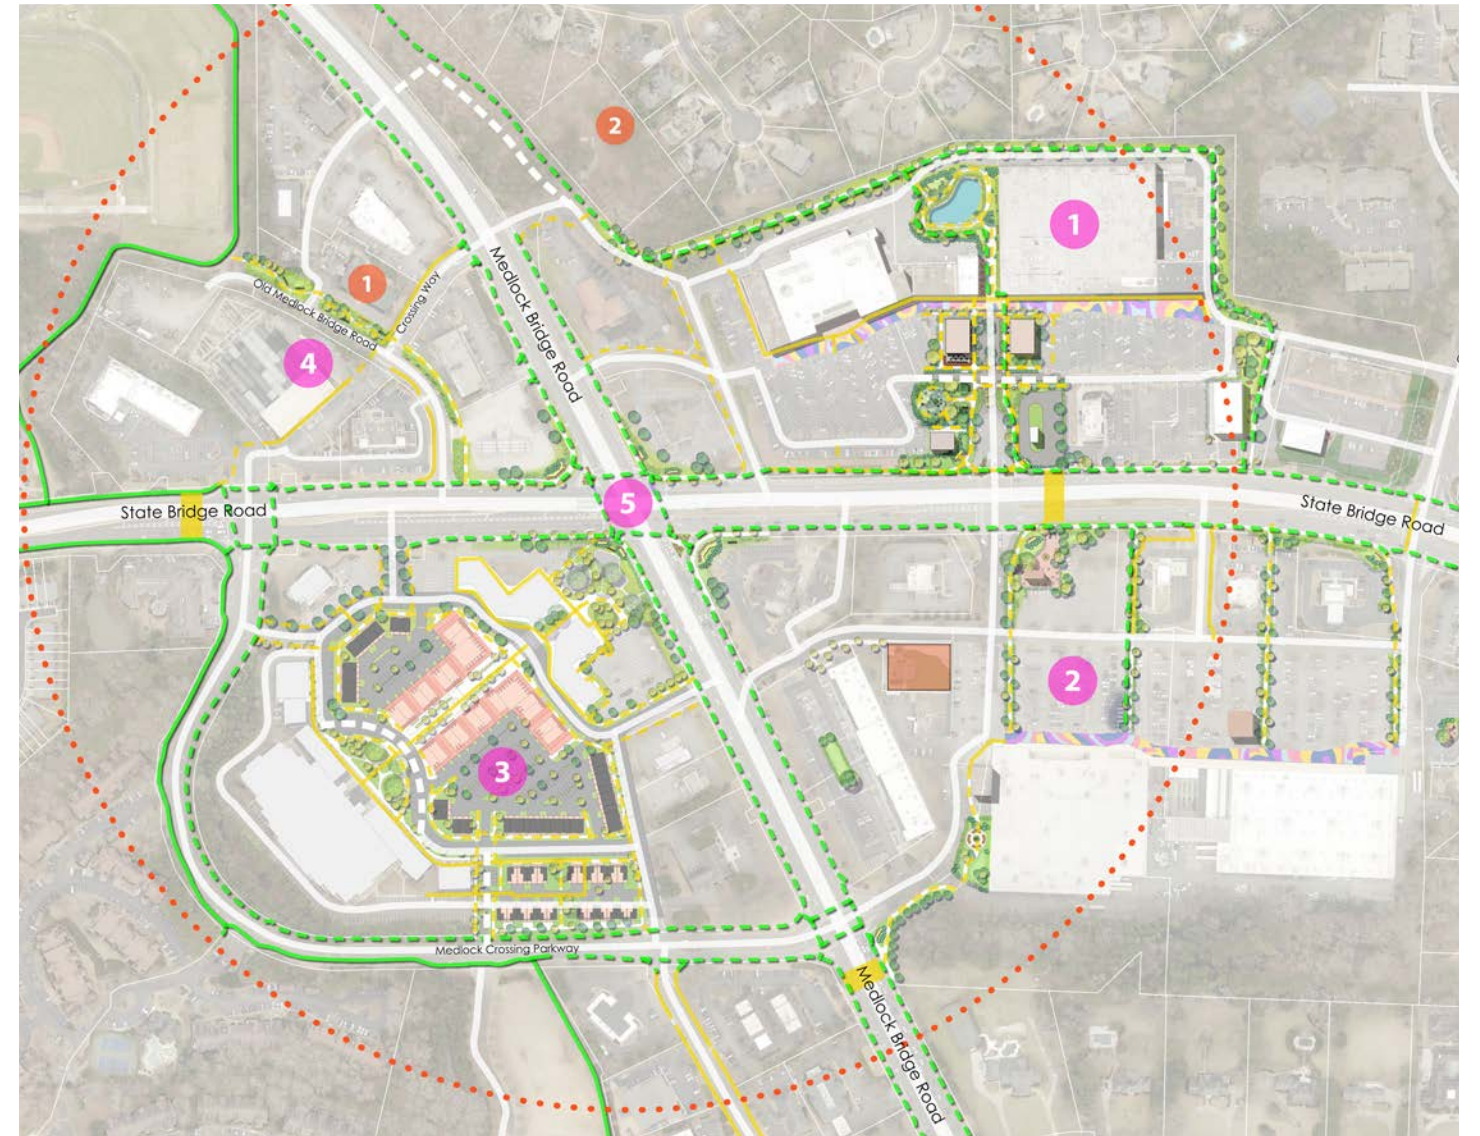 2
1
1
Medlock Bridge Road
Crossing Way
Old Medlock Bridge Road
4
5
State Bridge Road
State Bridge Road
2
3
Medlock Crossing Parkway
Medlock Bridge Road